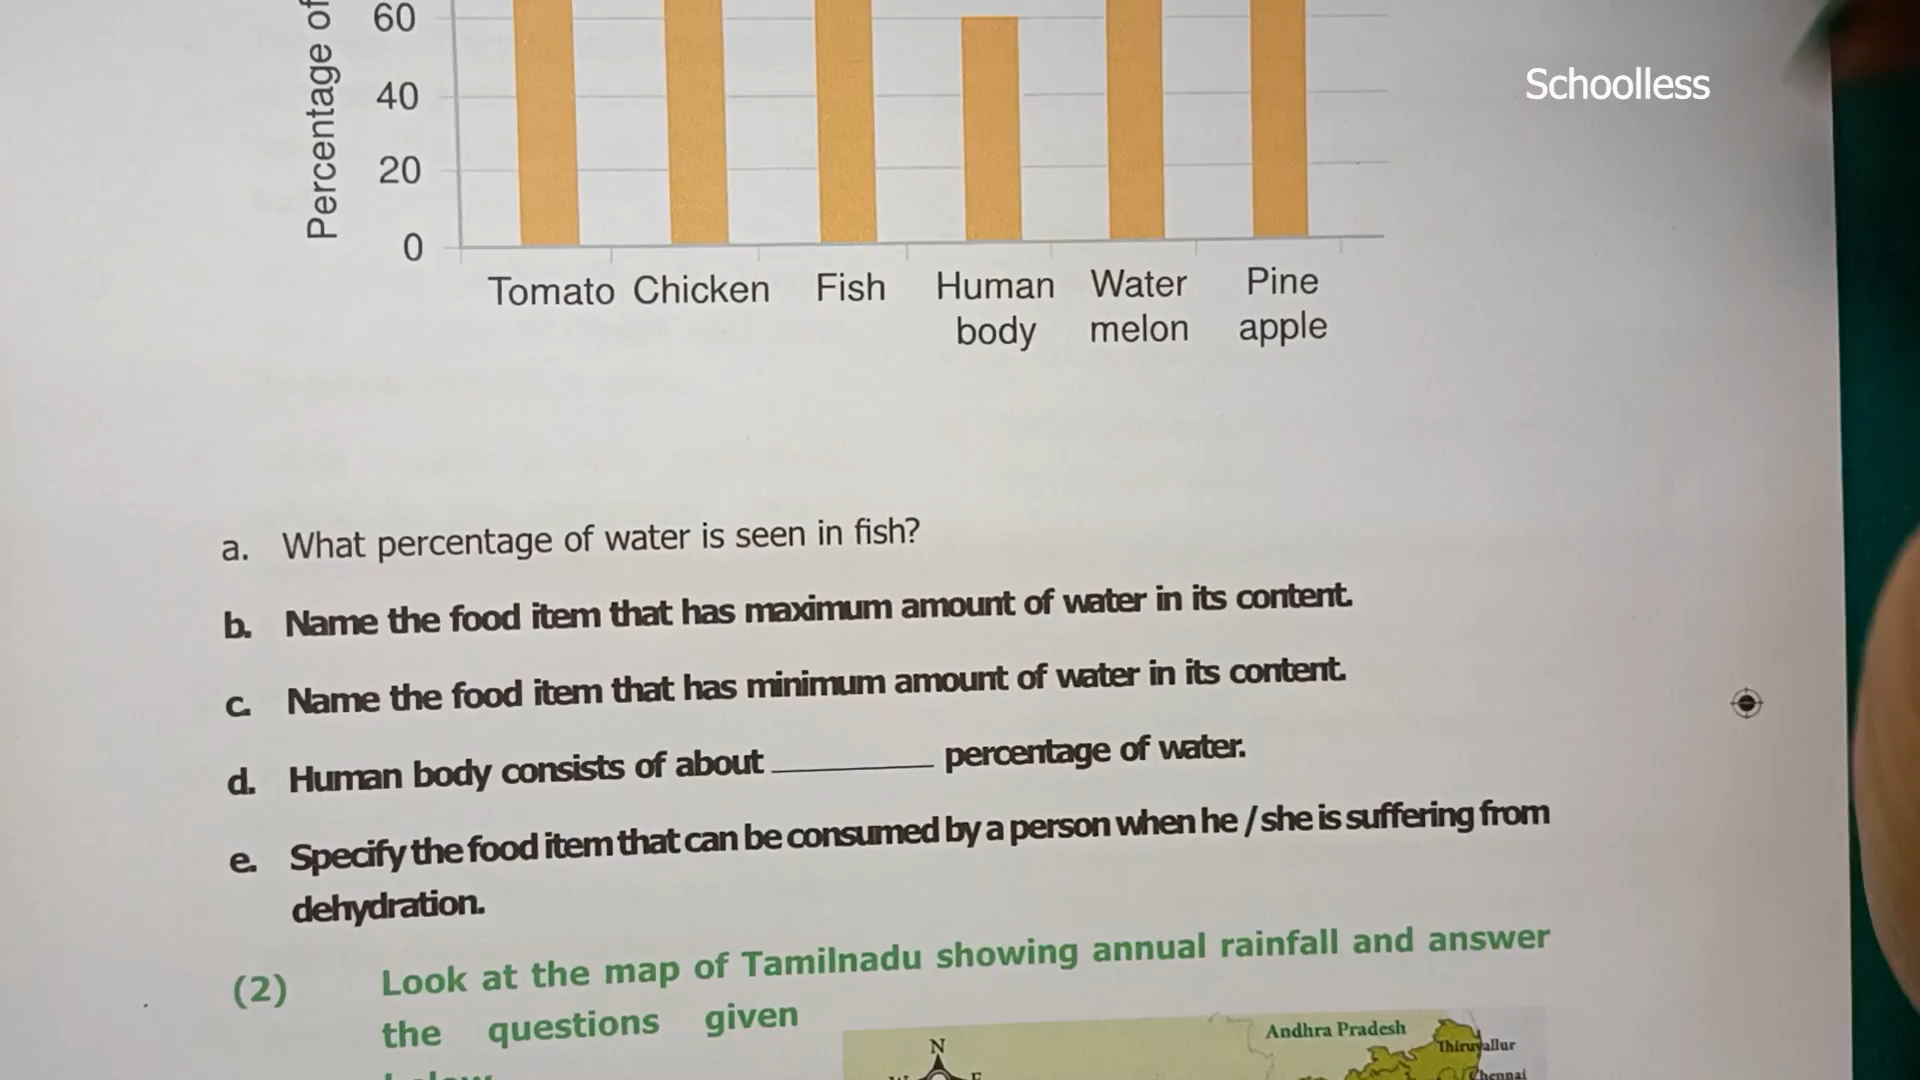 Percentage of
60
40
20
0
Schoolless
Tomato Chicken Fish Human Water Pine
body melon apple
a. What percentage of water is seen in fish?
b. Name the food item that has maximum amount of water in its content.
c. Name the food item that has minimum amount of water in its content.
d. Human body consists of about ________ percentage of water.
e. Specify the food item that can be consumed by a person when he / she is suffering from
dehydration.
(2) Look at the map of Tamilnadu showing annual rainfall and answer
the questions given
Andhra Pradesh
N
Thiruvallur
Chennai